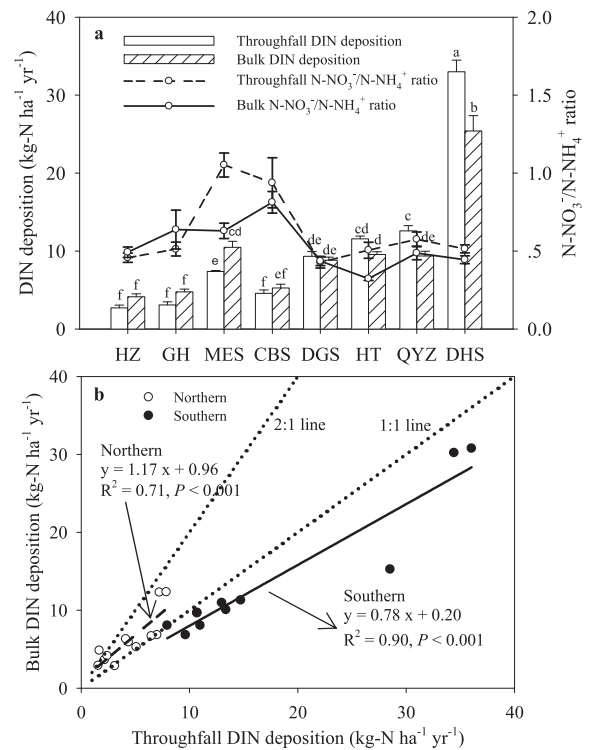 a
Throughfall DIN deposition
Bulk DIN deposition
Throughfall N-NO3⁻/N-NH4⁺ ratio
Bulk N-NO3⁻/N-NH4⁺ ratio
DIN deposition (kg-N ha⁻¹ yr⁻¹)
N-NO3⁻/N-NH4⁺ ratio
40
30
20
10
0
2.0
1.5
1.0
.5
0.0
f f f f e cd f ef de de cd d c de a b
HZ GH MES CBS DGS HT QYZ DHS
b
Northern
Southern
2:1 line
1:1 line
Northern
y = 1.17 x + 0.96
R² = 0.71, P < 0.001
Southern
y = 0.78 x + 0.20
R² = 0.90, P < 0.001
Bulk DIN deposition (kg-N ha⁻¹ yr⁻¹)
40
30
20
10
0
0 10 20 30 40
Throughfall DIN deposition (kg-N ha⁻¹ yr⁻¹)